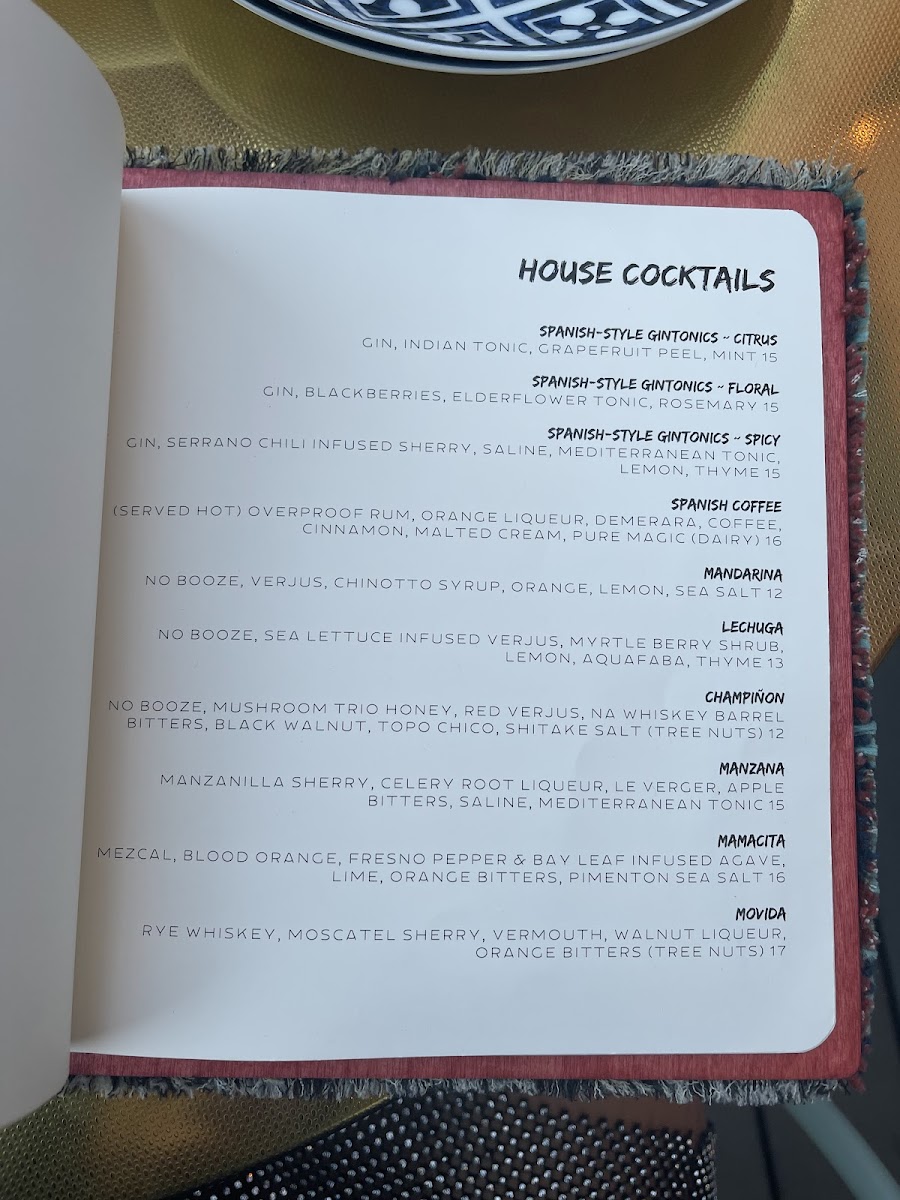 HOUSE COCKTAILS
SPANISH-STYLE GINTONICS ~ CITRUS
GIN, INDIAN TONIC, GRAPEFRUIT PEEL, MINT 15
SPANISH-STYLE GINTONICS ~ FLORAL
GIN, BLACKBERRIES, ELDERFLOWER TONIC, ROSEMARY 15
SPANISH-STYLE GINTONICS ~ SPICY
GIN, SERRANO CHILI INFUSED SHERRY, SALINE, MEDITERRANEAN TONIC,
LEMON, THYME 15
SPANISH COFFEE
(SERVED HOT) OVERPROOF RUM, ORANGE LIQUEUR, DEMERARA, COFFEE,
CINNAMON, MALTED CREAM, PURE MAGIC (DAIRY) 16
MANDARINA
NO BOOZE, VERJUS, CHINOTTO SYRUP, ORANGE, LEMON, SEA SALT 12
LECHUGA
NO BOOZE, SEA LETTUCE INFUSED VERJUS, MYRTLE BERRY SHRUB,
LEMON, AQUAFABA, THYME 13
CHAMPIÑON
NO BOOZE, MUSHROOM TRIO HONEY, RED VERJUS, NA WHISKEY BARREL
BITTERS, BLACK WALNUT, TOPO CHICO, SHITAKE SALT (TREE NUTS) 12
MANZANA
MANZANILLA SHERRY, CELERY ROOT LIQUEUR, LE VERGER, APPLE
BITTERS, SALINE, MEDITERRANEAN TONIC 15
MAMACITA
MEZCAL, BLOOD ORANGE, FRESNO PEPPER & BAY LEAF INFUSED AGAVE,
LIME, ORANGE BITTERS, PIMENTON SEA SALT 16
MOVIDA
RYE WHISKEY, MOSCATEL SHERRY, VERMOUTH, WALNUT LIQUEUR,
ORANGE BITTERS (TREE NUTS) 17